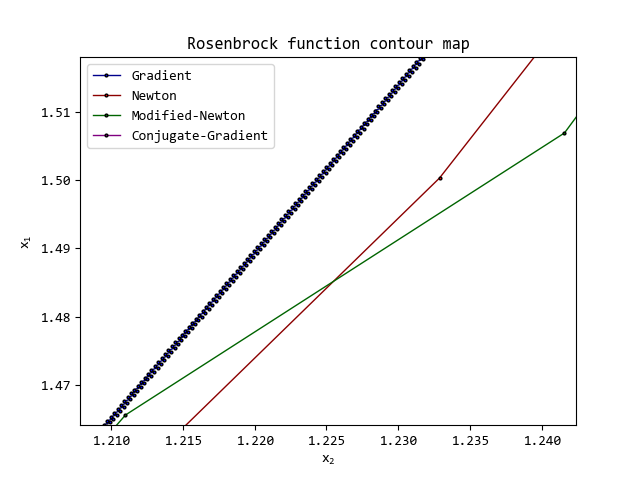 Rosenbrock function contour map
Gradient
Newton
Modified-Newton
Conjugate-Gradient
1.51
1.50
1.49
1.48
1.47
x₁
1.210 1.215 1.220 1.225 1.230 1.235 1.240
x₂